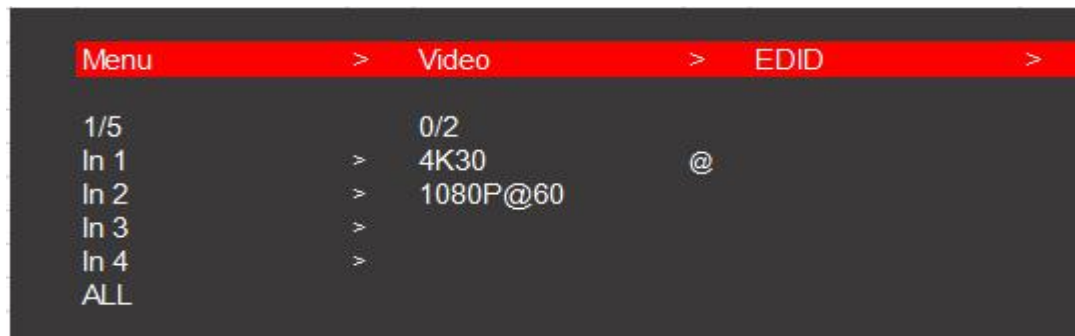 Menu > Video > EDID >
1/5 0/2
In 1 > 4K30 @
In 2 > 1080P@60
In 3 >
In 4 >
ALL